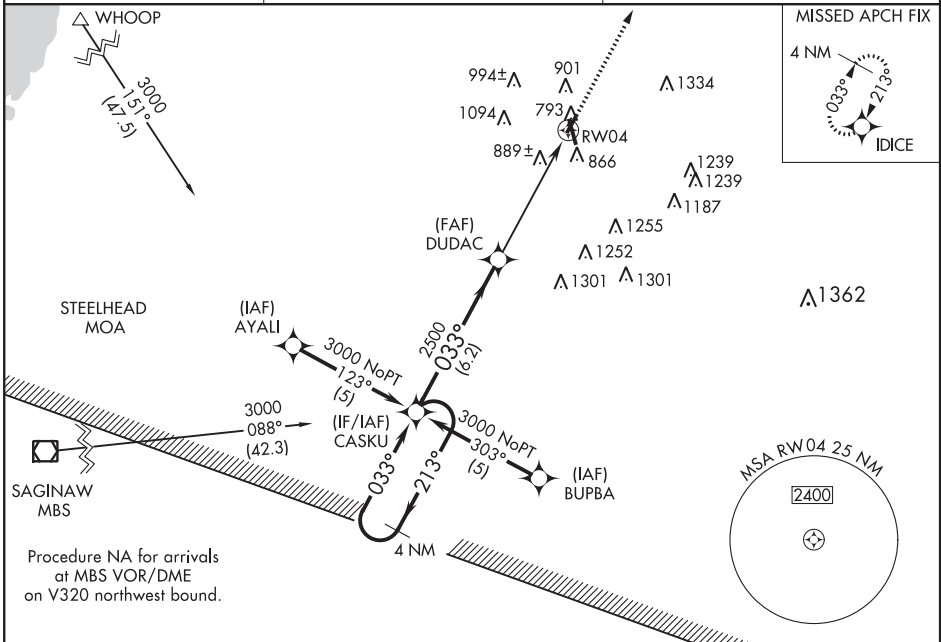 WHOOP
3000
151°
(47.5)
994±
901
1334
1094
793
RW04
889±
866
1239
1239
1187
1255
1252
1301
1301
1362
MISSED APCH FIX
4 NM
033°
213°
IDICE
(FAF)
DUDAC
STEELHEAD
MOA
(IAF)
AYALI
3000 NoPT
123°
(5)
2500
033°
(6.2)
3000
088°
(42.3)
(IF/IAF)
CASKU
3000 NoPT
303°
(5)
(IAF)
BUPBA
033°
213°
4 NM
SAGINAW
MBS
Procedure NA for arrivals
at MBS VOR/DME
on V320 northwest bound.
MSA RW04 25 NM
2400